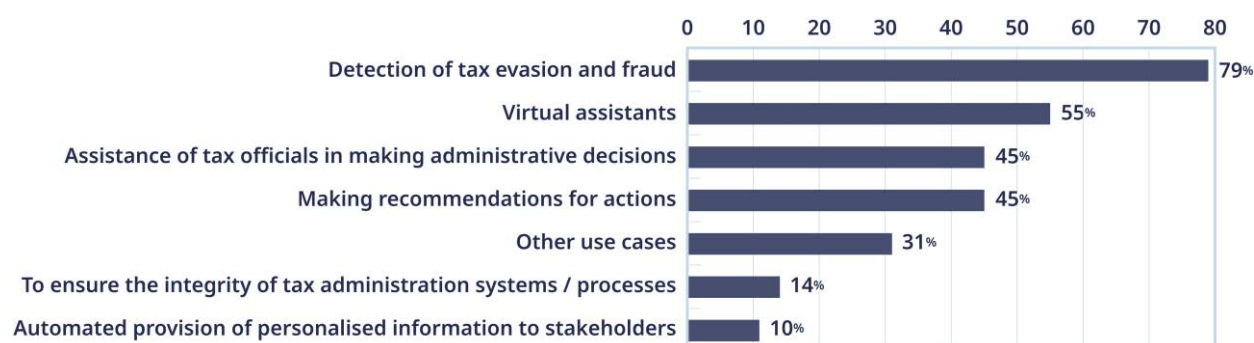 0 10 20 30 40 50 60 70 80
Detection of tax evasion and fraud 79%
Virtual assistants 55%
Assistance of tax officials in making administrative decisions 45%
Making recommendations for actions 45%
Other use cases 31%
To ensure the integrity of tax administration systems / processes 14%
Automated provision of personalised information to stakeholders 10%